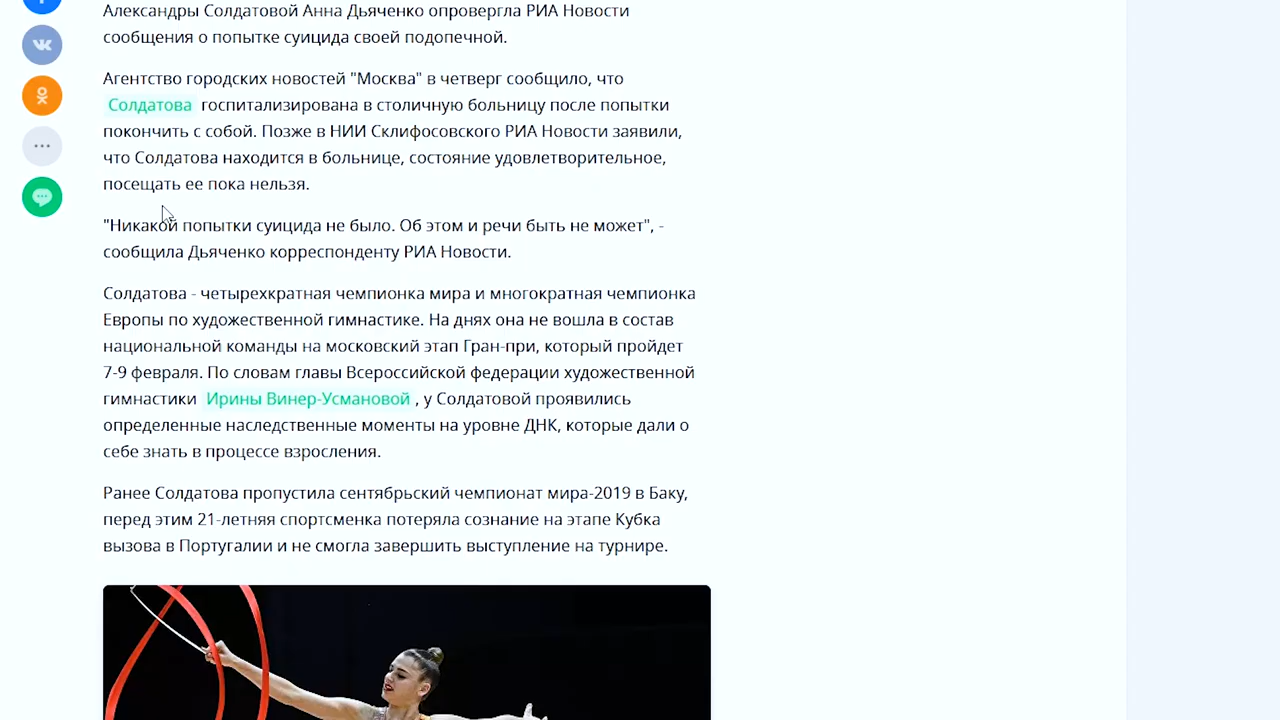 Александры Солдатовой Анна Дьяченко опровергла РИА Новости
сообщения о попытке суицида своей подопечной.
Агентство городских новостей "Москва" в четверг сообщило, что
Солдатова госпитализирована в столичную больницу после попытки
покончить с собой. Позже в НИИ Склифосовского РИА Новости заявили,
что Солдатова находится в больнице, состояние удовлетворительное,
посещать ее пока нельзя.
"Никакой попытки суицида не было. Об этом и речи быть не может", -
сообщила Дьяченко корреспонденту РИА Новости.
Солдатова - четырехкратная чемпионка мира и многократная чемпионка
Европы по художественной гимнастике. На днях она не вошла в состав
национальной команды на московский этап Гран-при, который пройдет
7-9 февраля. По словам главы Всероссийской федерации художественной
гимнастики Ирины Винер-Усмановой , у Солдатовой проявились
определенные наследственные моменты на уровне ДНК, которые дали о
себе знать в процессе взросления.
Ранее Солдатова пропустила сентябрьский чемпионат мира-2019 в Баку,
перед этим 21-летняя спортсменка потеряла сознание на этапе Кубка
вызова в Португалии и не смогла завершить выступление на турнире.